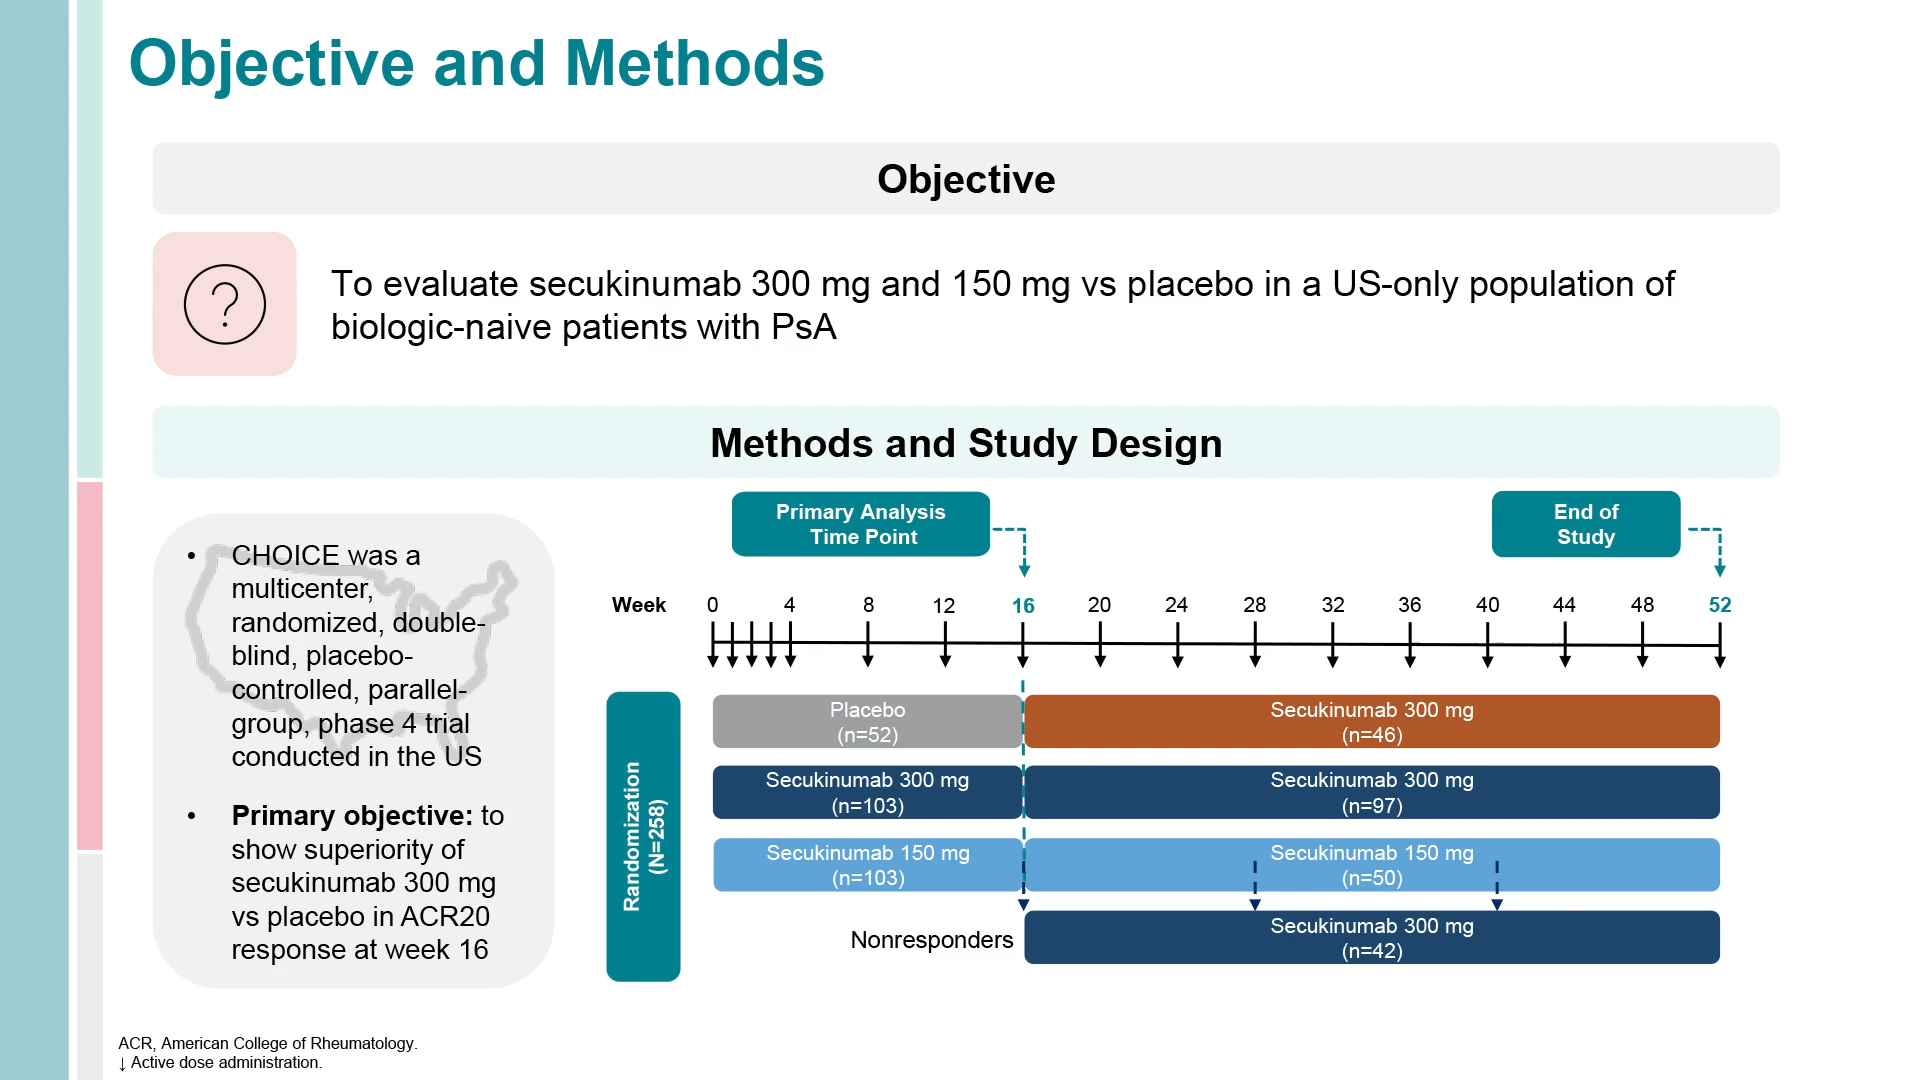 Objective and Methods
Objective
?
To evaluate secukinumab 300 mg and 150 mg vs placebo in a US-only population of
biologic-naive patients with PsA
Methods and Study Design
• CHOICE was a
multicenter,
randomized, double-
blind, placebo-
controlled, parallel-
group, phase 4 trial
conducted in the US
• Primary objective: to
show superiority of
secukinumab 300 mg
vs placebo in ACR20
response at week 16
Primary Analysis
Time Point
End of
Study
Week 0 4 8 12 16 20 24 28 32 36 40 44 48 52
Randomization
(N=258)
Placebo
(n=52)
Secukinumab 300 mg
(n=46)
Secukinumab 300 mg
(n=103)
Secukinumab 300 mg
(n=97)
Secukinumab 150 mg
(n=103)
Secukinumab 150 mg
(n=50)
Nonresponders
Secukinumab 300 mg
(n=42)
ACR, American College of Rheumatology.
↓ Active dose administration.